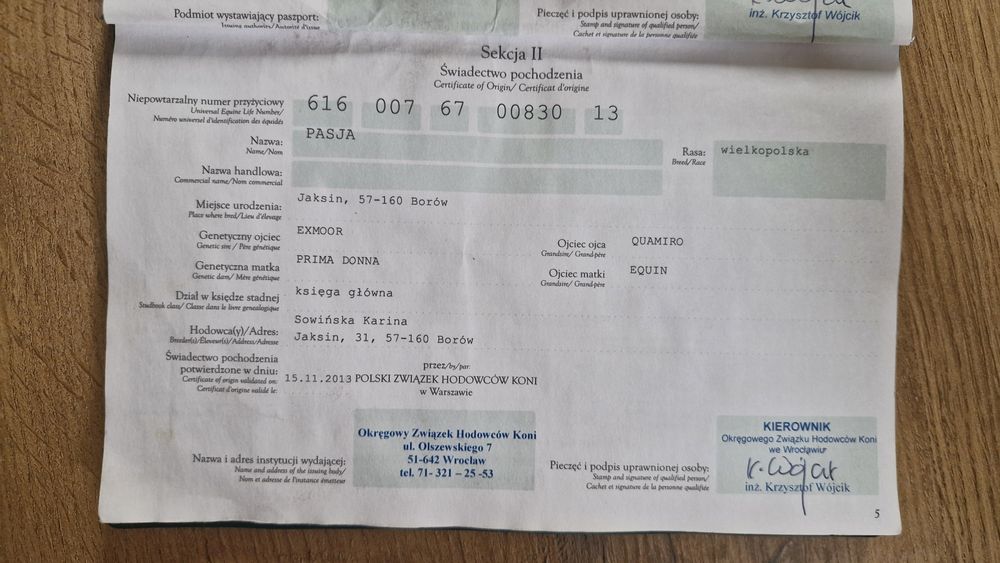 Podmiot wystawiający paszport:
Issuing authority/Autorité d'issue
Pieczęć i podpis uprawnionej osoby:
Stamp and signature of qualified person/
Cachet et signature de la personne qualifiée
inż. Krzysztof Wójcik
Sekcja II
Świadectwo pochodzenia
Certificate of Origin/ Certificat d'origine
Niepowtarzalny numer przyżyciowy
Universal Equine Life Number/
Numéro universel d'identification des équidés
616 007 67 00830 13
Nazwa:
Name/Nom
PASJA
Rasa:
Breed/Race
wielkopolska
Nazwa handlowa:
Commercial name/Nom commercial
Miejsce urodzenia:
Place where bred/Lieu d'élevage
Jaksin, 57-160 Borów
Genetyczny ojciec
Genetic sire / Père génétique
EXMOOR
Ojciec ojca
Grandsire/ Grand-père
QUAMIRO
Genetyczna matka
Genetic dam/ Mère génétique
PRIMA DONNA
Ojciec matki
Grandsire/ Grand-père
EQUIN
Dział w księdze stadnej
Studbook class/ Classe dans le livre genealogique
księga główna
Hodowca(y)/Adres:
Breeder(s)/Éleveur(s)/Address/Adresse
Sowińska Karina
Jaksin, 31, 57-160 Borów
Świadectwo pochodzenia
potwierdzone w dniu:
Certificate of origin validated on:
Certificat d'origine validé le:
15.11.2013
przez/by/par:
POLSKI ZWIĄZEK HODOWCÓW KONI
w Warszawie
Nazwa i adres instytucji wydającej:
Name and address of the issuing body/
Nom et adresse de l'instance émetteur
Okręgowy Związek Hodowców Koni
ul. Olszewskiego 7
51-642 Wrocław
tel. 71- 321 – 25 -53
Pieczęć i podpis uprawnionej osoby:
Stamp and signature of qualified person/
Cachet et signature de la personne qualifiée
KIEROWNIK
Okręgowego Związku Hodowców Koni
we Wrocławiu
K. Wójcik
inż. Krzysztof Wójcik
5